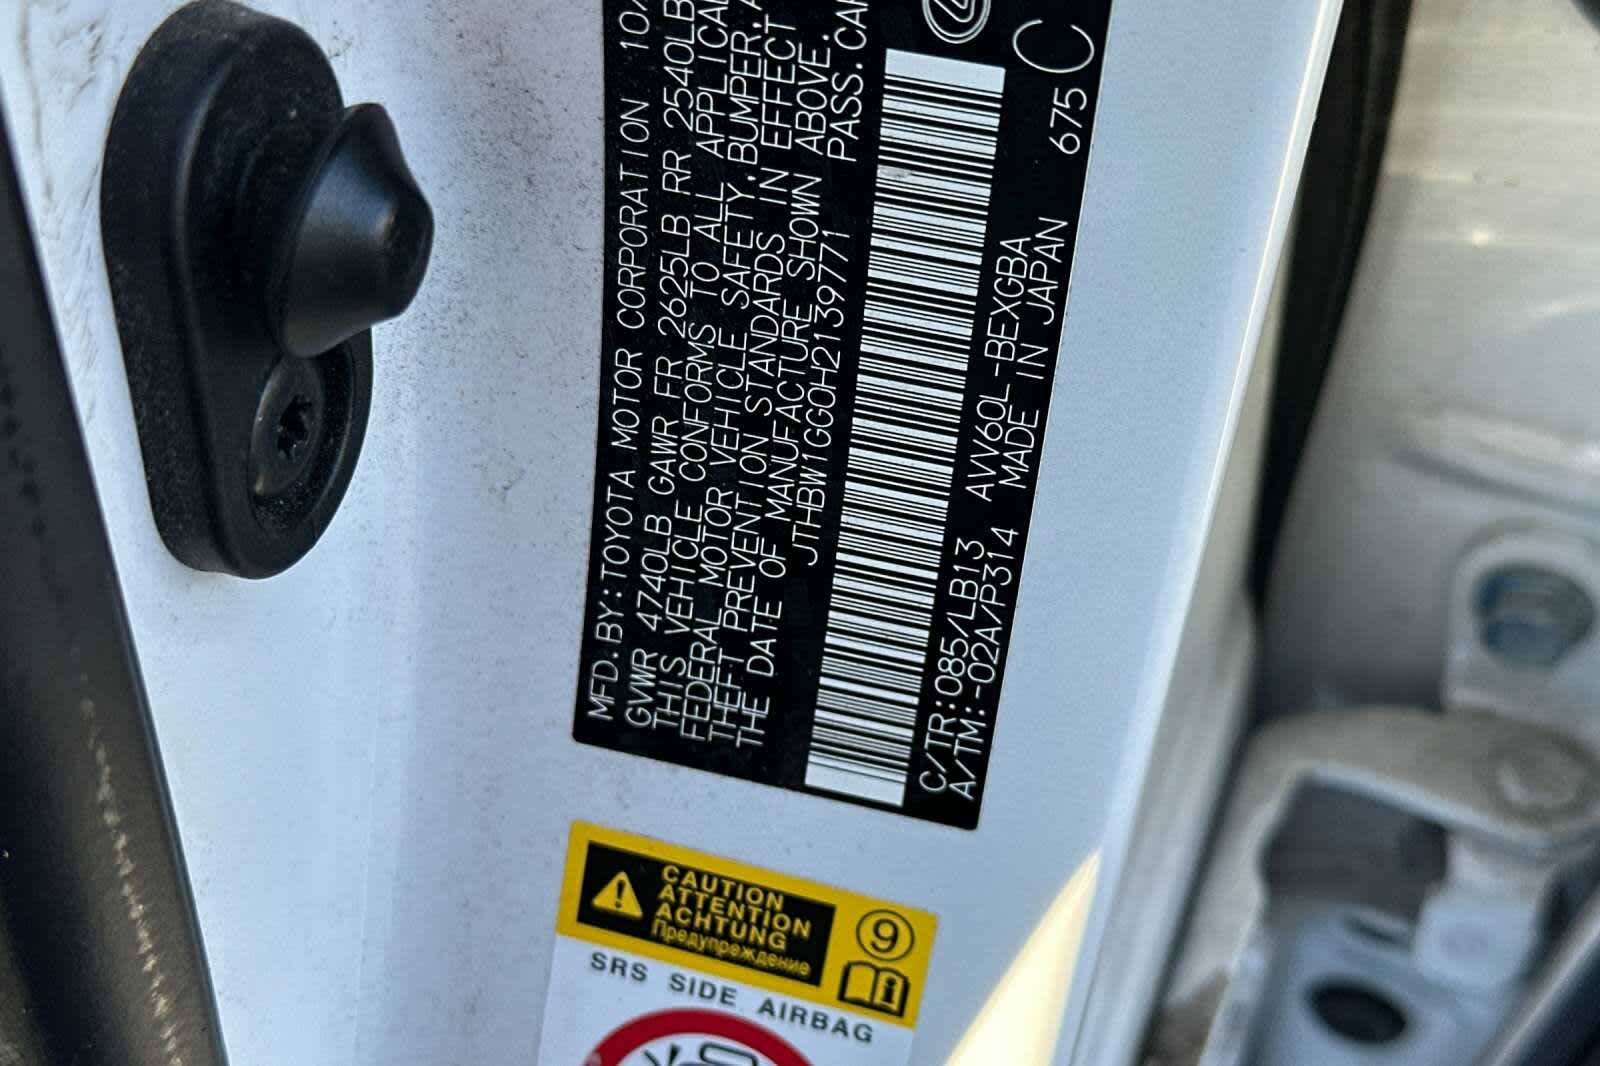 MFD.BY:TOYOTA MOTOR CORPORATION 10/
GVWR 4740LB GAWR FR 2625LB RR 2540LB
THIS VEHICLE CONFORMS TO ALL APPLICAB
FEDERAL MOTOR VEHICLE SAFETY,BUMPER,A
THEFT PREVENTION STANDARDS IN EFFECT
THE DATE OF MANUFACTURE SHOWN ABOVE.
JTHBW1GG0H2139771 PASS.CAR
C/TR:085/LB13 AVV60L-BEXGBA 675 C
A/TM:-02A/P314 MADE IN JAPAN
CAUTION
ATTENTION
ACHTUNG
Предупреждение
9
i
SRS SIDE AIRBAG